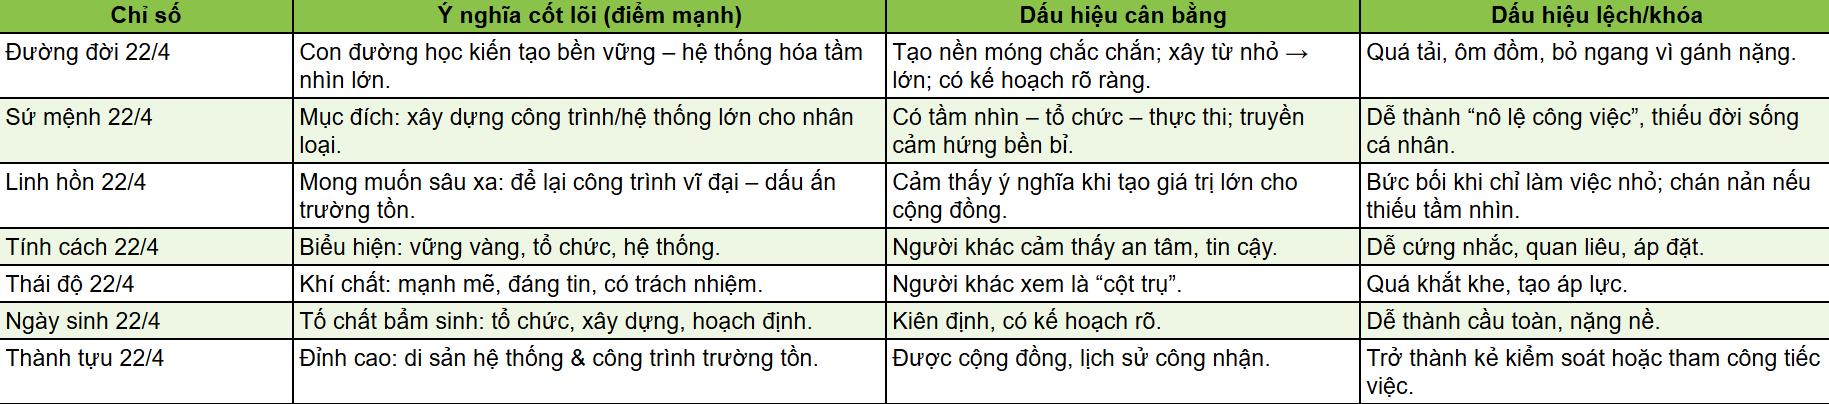 Chỉ số
Ý nghĩa cốt lõi (điểm mạnh)
Dấu hiệu cân bằng
Dấu hiệu lệch/khóa
Đường đời 22/4
Con đường học kiến tạo bền vững – hệ thống hóa tầm
nhìn lớn.
Tạo nền móng chắc chắn; xây từ nhỏ →
lớn; có kế hoạch rõ ràng.
Quá tải, ôm đồm, bỏ ngang vì gánh nặng.
Sứ mệnh 22/4
Mục đích: xây dựng công trình/hệ thống lớn cho nhân
loại.
Có tầm nhìn – tổ chức – thực thi; truyền
cảm hứng bền bỉ.
Dễ thành “nô lệ công việc”, thiếu đời sống
cá nhân.
Linh hồn 22/4
Mong muốn sâu xa: để lại công trình vĩ đại – dấu ấn
trường tồn.
Cảm thấy ý nghĩa khi tạo giá trị lớn cho
cộng đồng.
Bức bối khi chỉ làm việc nhỏ; chán nản nếu
thiếu tầm nhìn.
Tính cách 22/4
Biểu hiện: vững vàng, tổ chức, hệ thống.
Người khác cảm thấy an tâm, tin cậy.
Dễ cứng nhắc, quan liêu, áp đặt.
Thái độ 22/4
Khí chất: mạnh mẽ, đáng tin, có trách nhiệm.
Người khác xem là “cột trụ”.
Quá khắt khe, tạo áp lực.
Ngày sinh 22/4
Tố chất bẩm sinh: tổ chức, xây dựng, hoạch định.
Kiên định, có kế hoạch rõ.
Dễ thành cầu toàn, nặng nề.
Thành tựu 22/4
Đỉnh cao: di sản hệ thống & công trình trường tồn.
Được cộng đồng, lịch sử công nhận.
Trở thành kẻ kiểm soát hoặc tham công tiếc
việc.